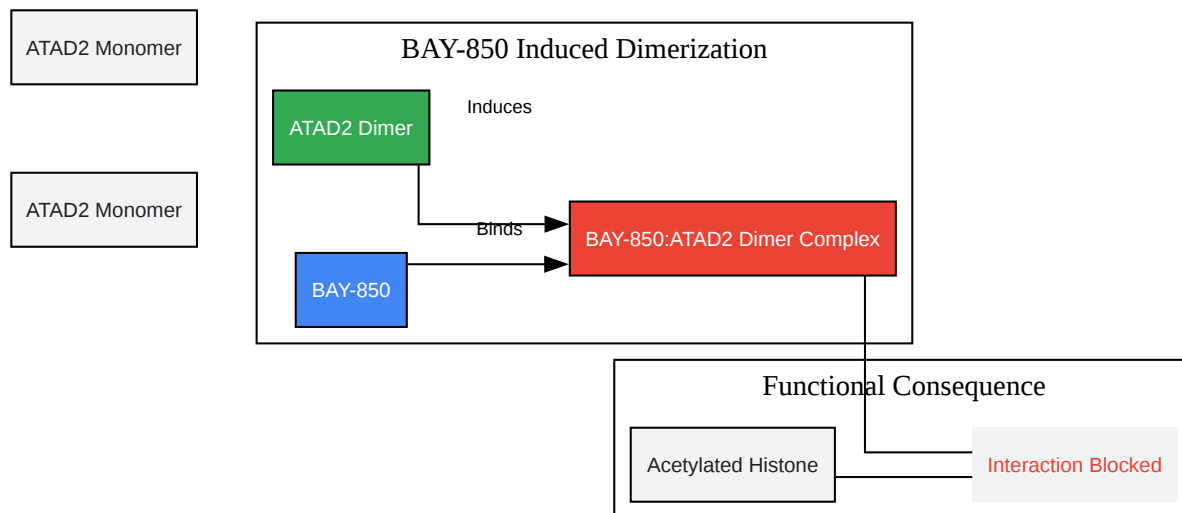 ATAD2 Monomer
ATAD2 Monomer
BAY-850 Induced Dimerization
ATAD2 Dimer
Induces
Binds
BAY-850:ATAD2 Dimer Complex
BAY-850
Functional Consequence
Acetylated Histone
Interaction Blocked